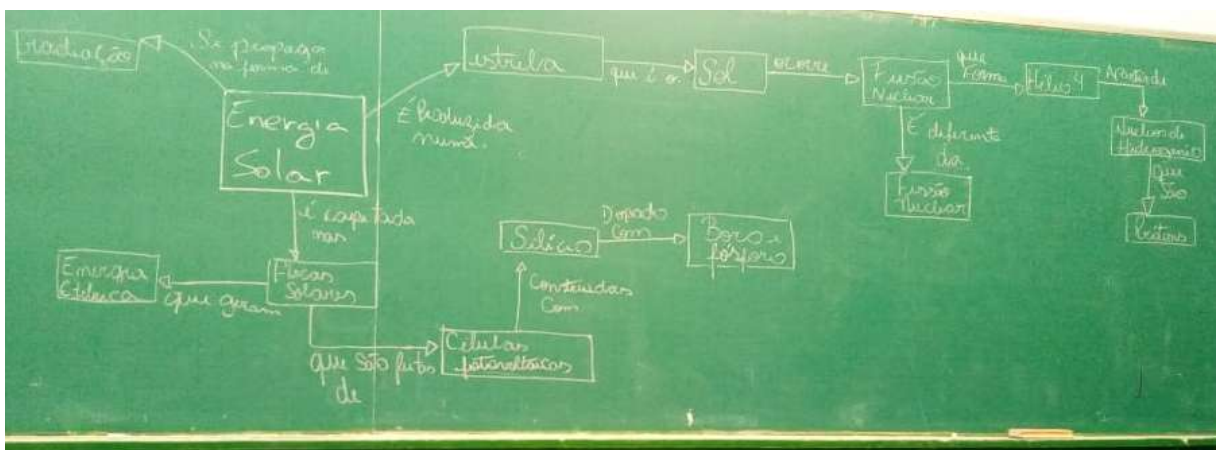 Irradiação
Se propaga
na forma de
Energia
Solar
É Produzida
numa
estrela
que é o
Sol
ocorre
Fusão
Nuclear
que
Forma
Hélio 4
A partir de
Núcleos de
Hidrogênio
que
são
Prótons
É diferente
da
Fissão
Nuclear
é captada
nas
Placas
Solares
que geram
Energia
Elétrica
que são feitas
de
Células
fotovoltaicas
Construídas
Com
Silício
Dopado
com
Boro e
fósforo